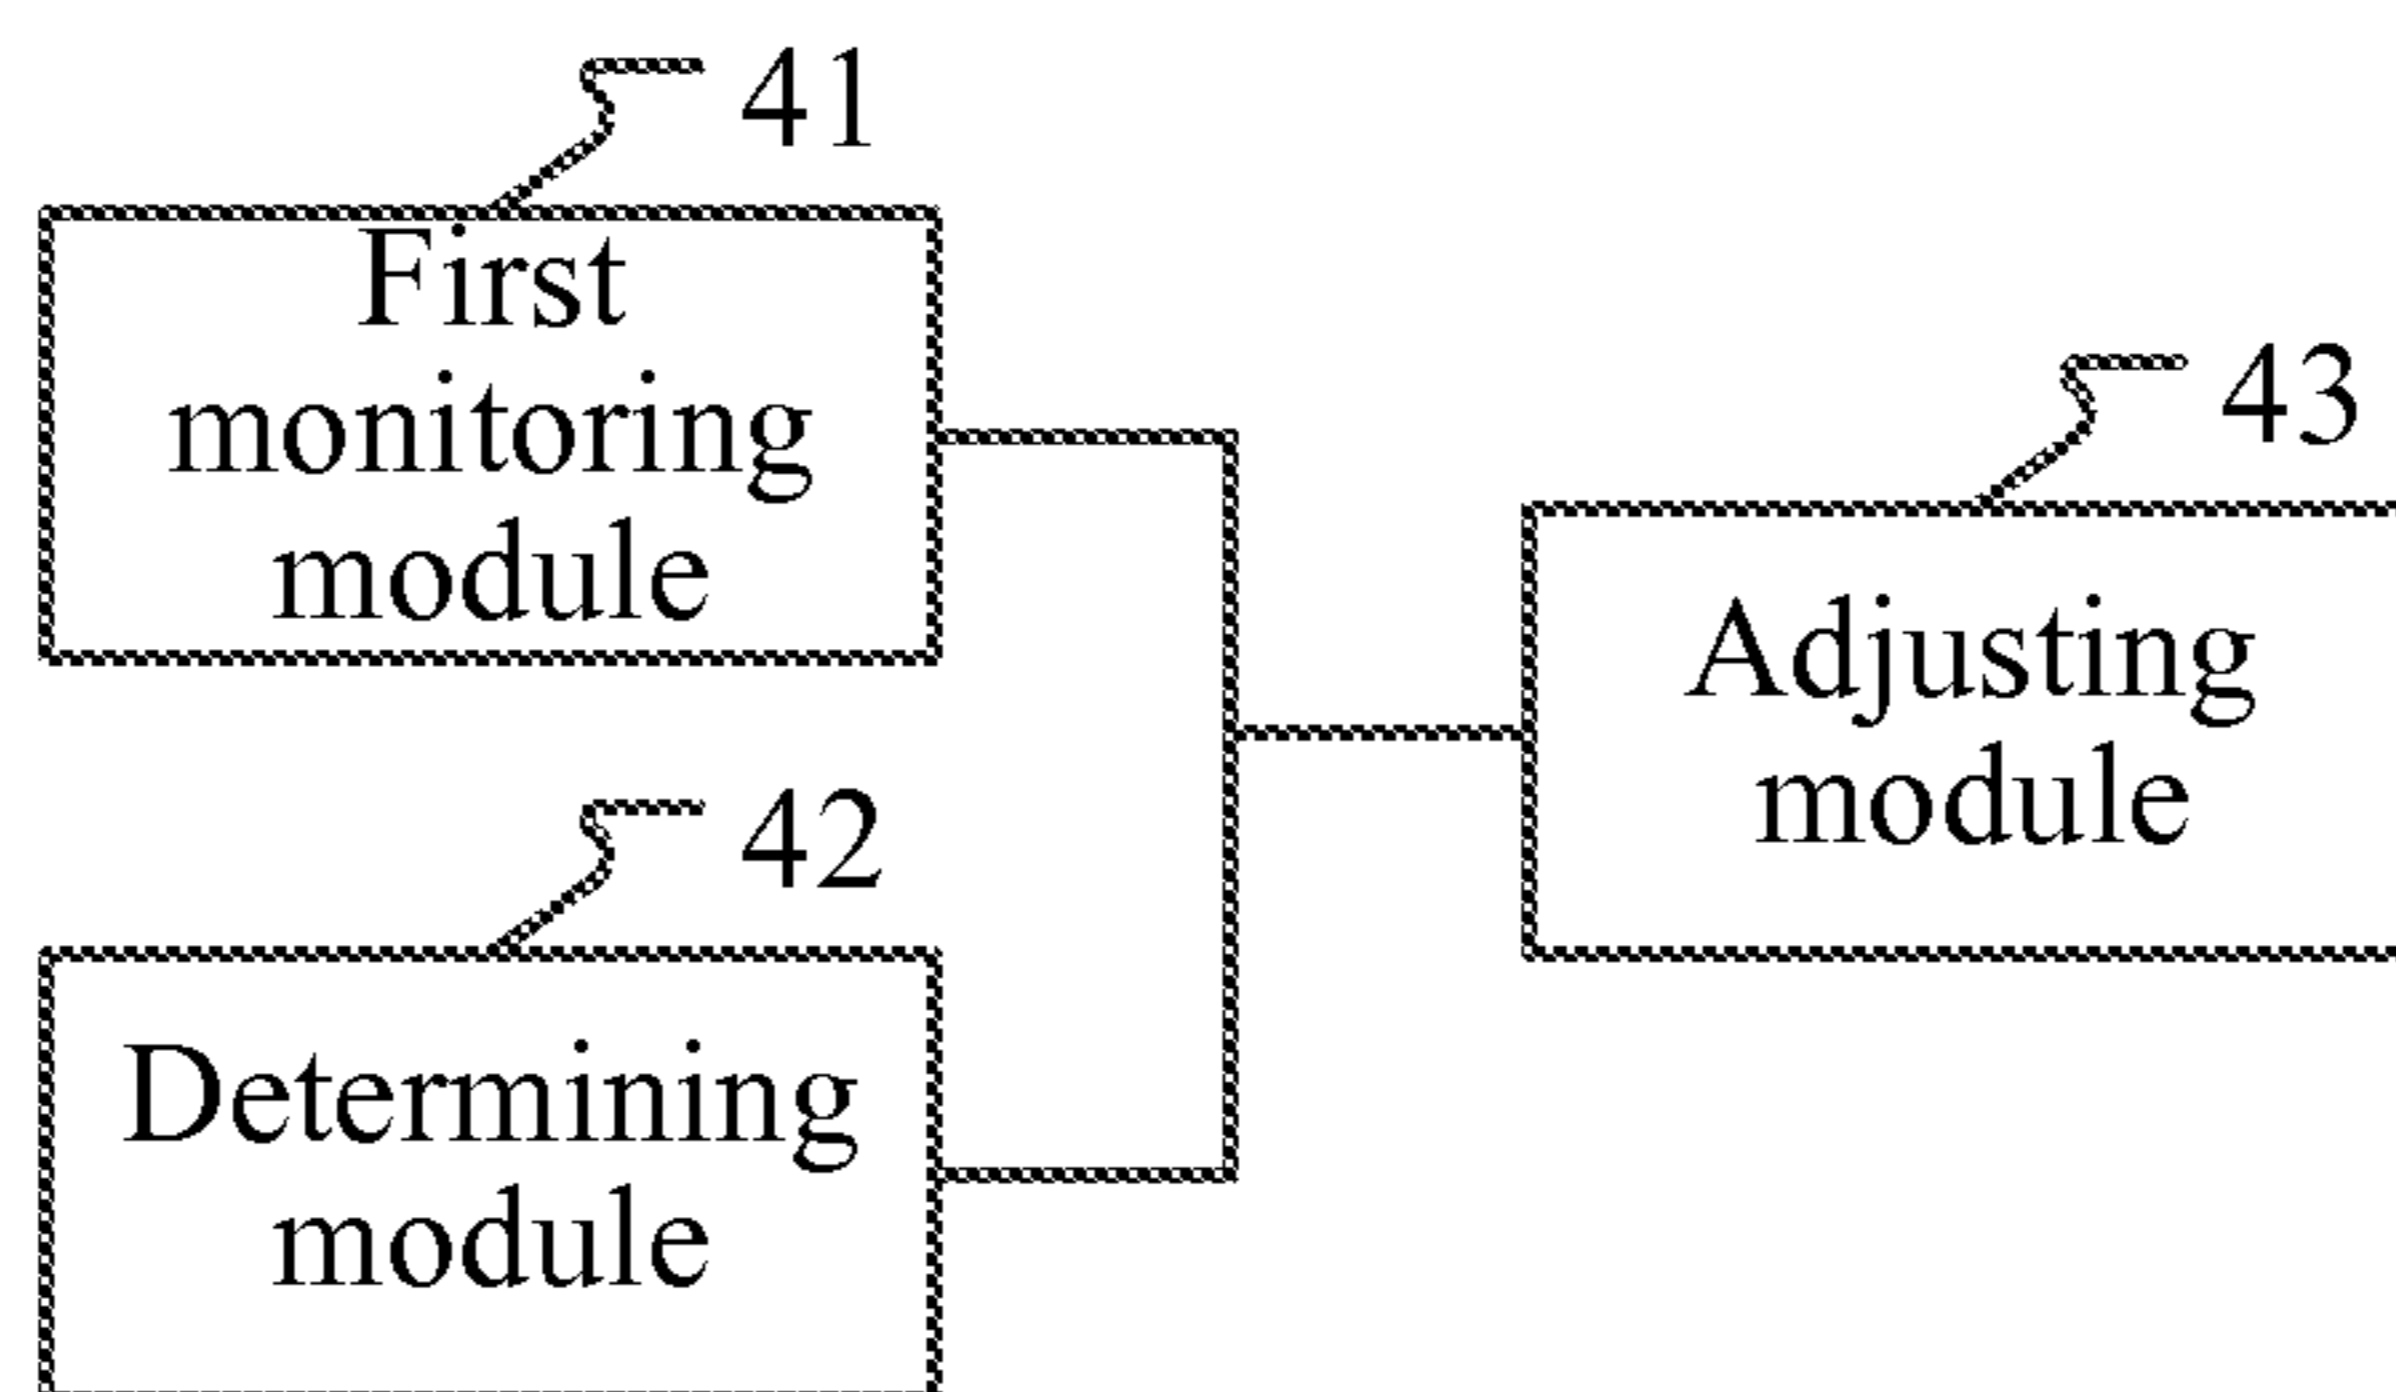 41
First
monitoring
module
43
Adjusting
module
42
Determining
module